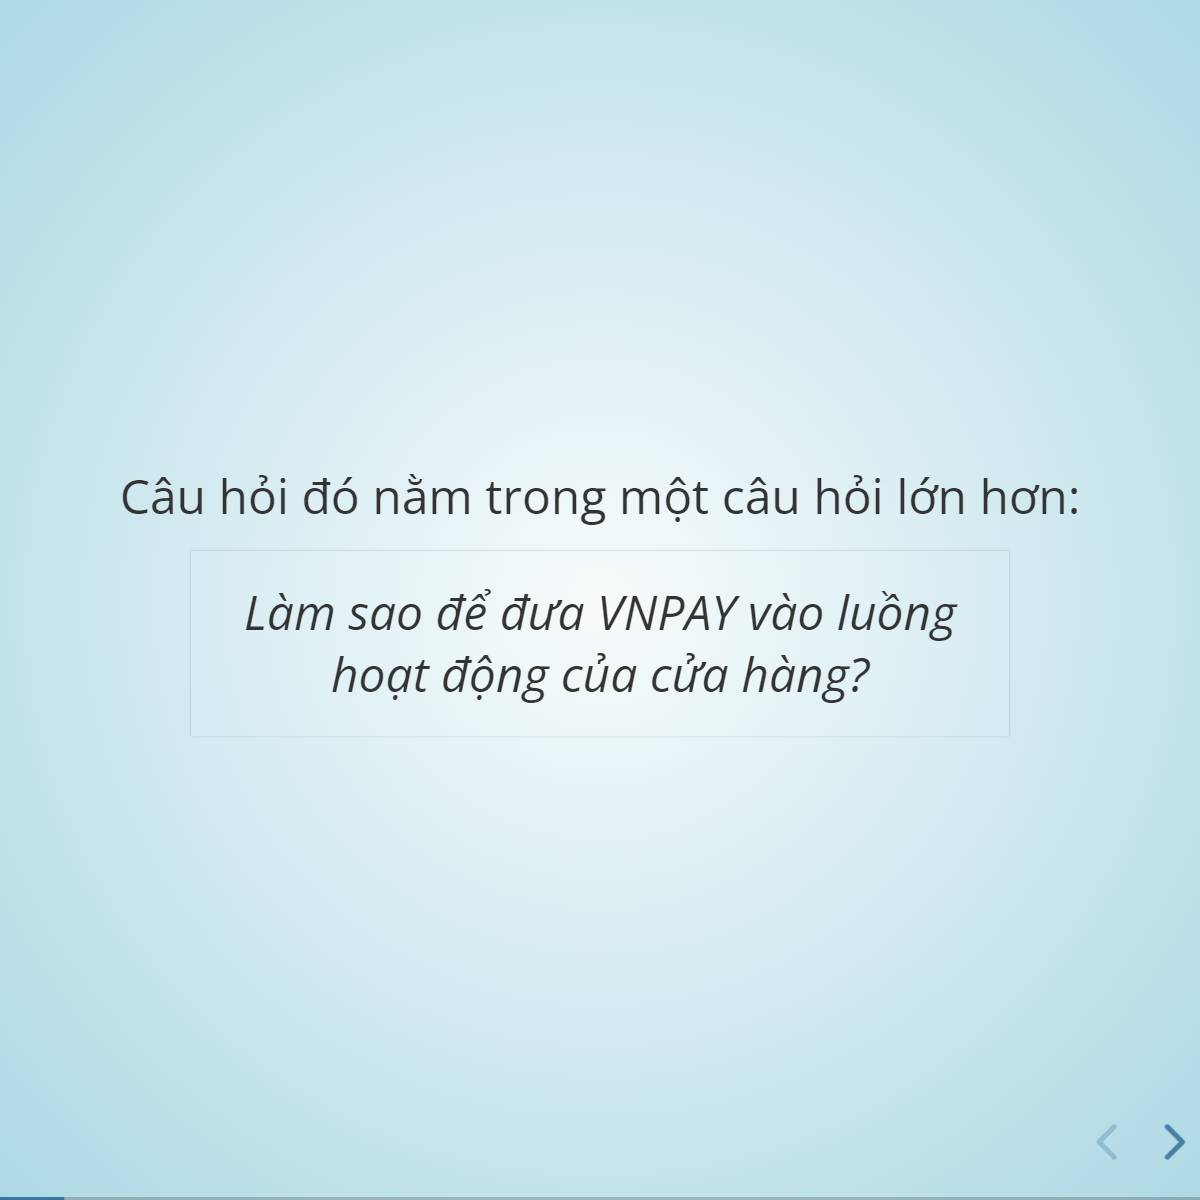 Câu hỏi đó nằm trong một câu hỏi lớn hơn:
Làm sao để đưa VNPAY vào luồng
hoạt động của cửa hàng?